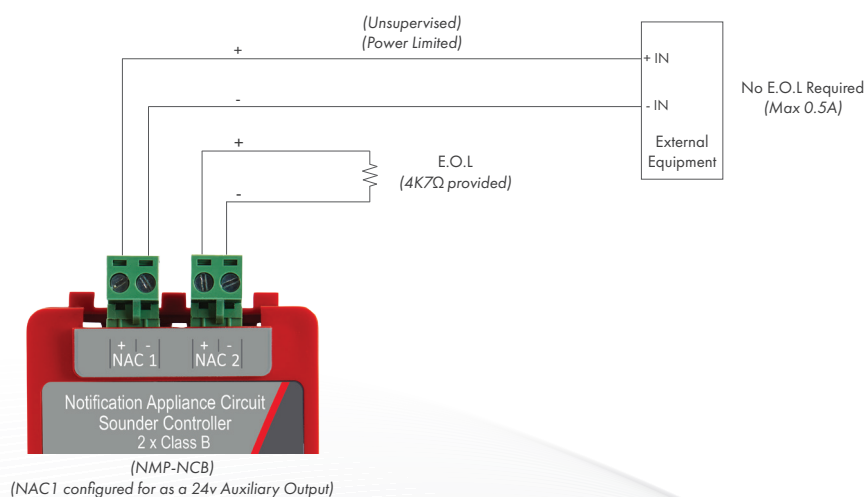 (Unsupervised)
(Power Limited)
+
+ IN
No E.O.L Required
(Max 0.5A)
-
- IN
External
Equipment
+
E.O.L
(4K7Ω provided)
-
+ - + -
NAC 1 NAC 2
Notification Appliance Circuit
Sounder Controller
2 x Class B
(NMP-NCB)
(NAC1 configured for as a 24v Auxiliary Output)